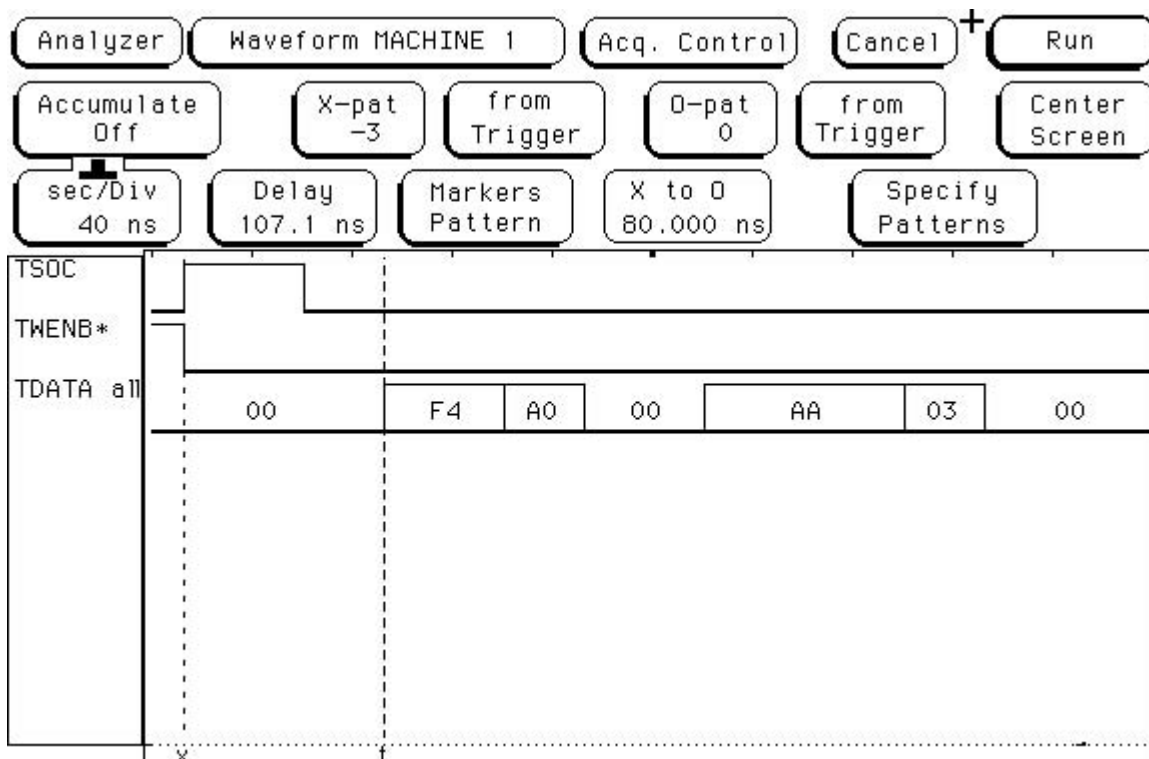 Analyzer
Waveform MACHINE 1
Acq. Control
Cancel
Run
Accumulate
Off
X-pat
-3
from
Trigger
O-pat
0
from
Trigger
Center
Screen
sec/Div
40 ns
Delay
107.1 ns
Markers
Pattern
X to O
80.000 ns
Specify
Patterns
TSOC
TWENB*
TDATA all
00 F4 A0 00 AA 03 00